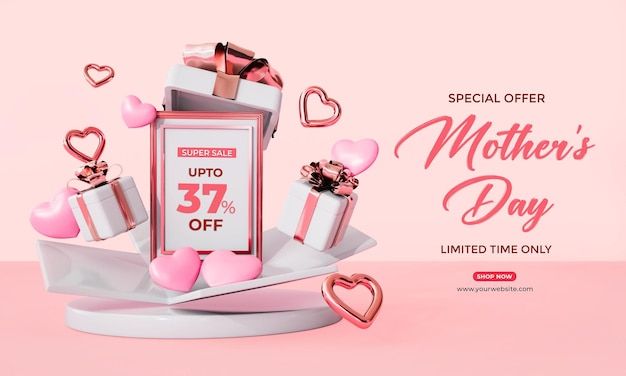 SUPER SALE
UPTO
37%
OFF
SPECIAL OFFER
Mother's
Day
LIMITED TIME ONLY
SHOP NOW
www.yourwebsite.com